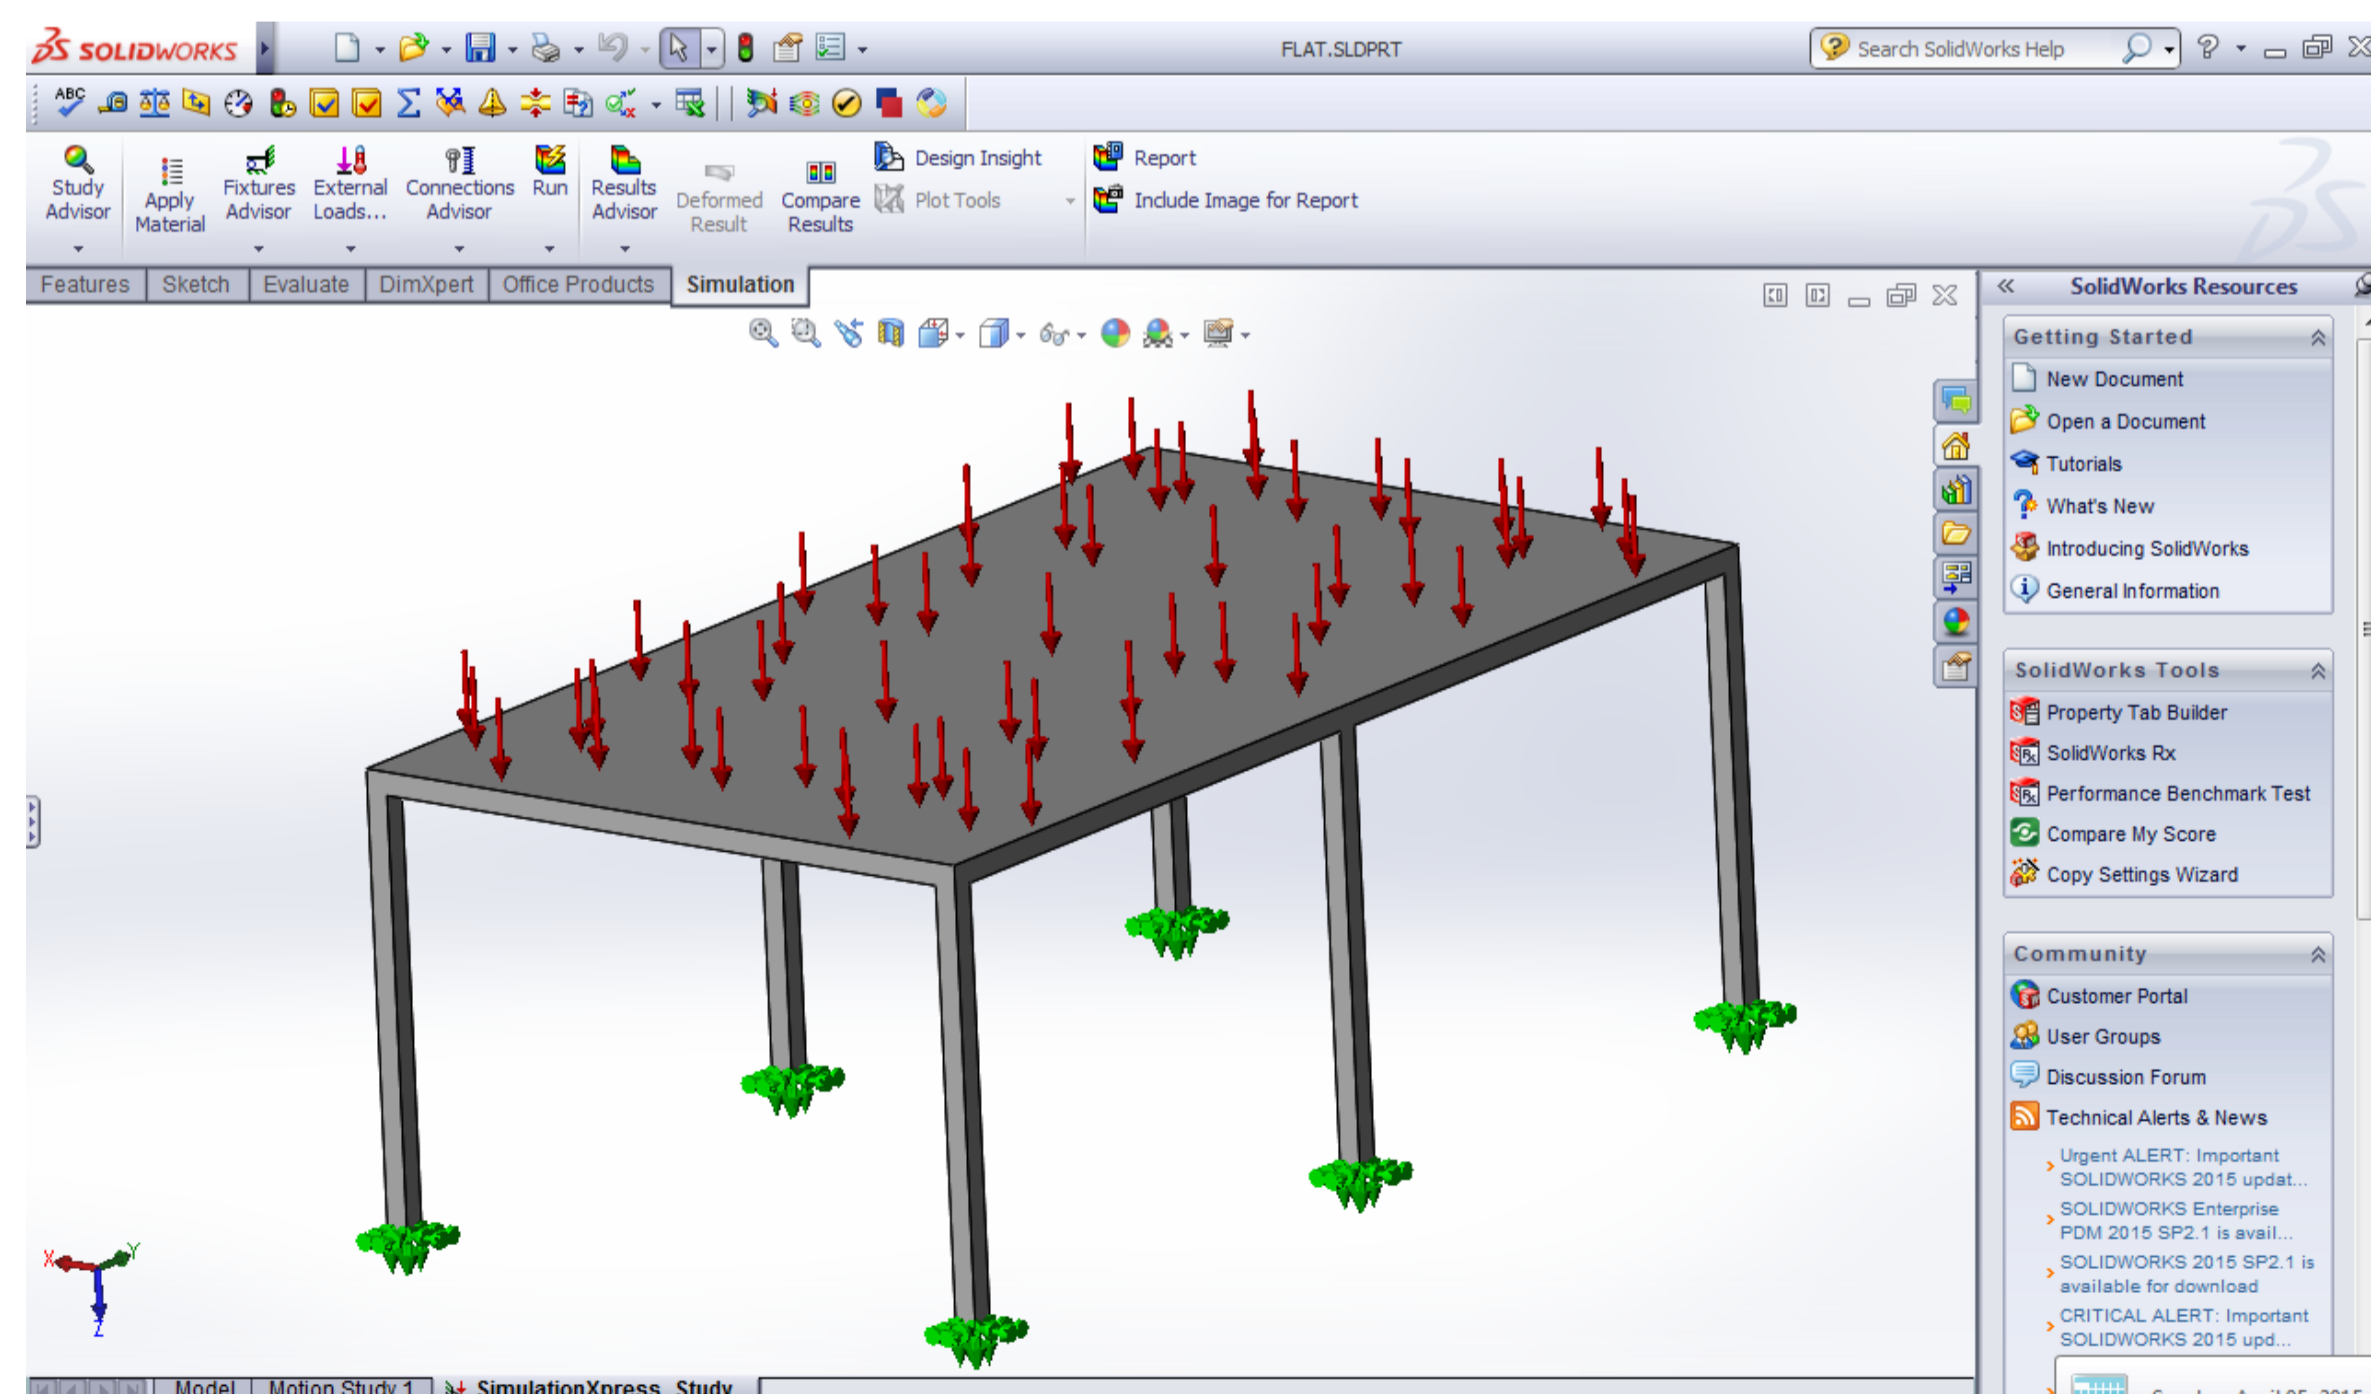 SOLIDWORKS
FLAT.SLDPRT
Search SolidWorks Help
ABC
Study Advisor
Apply Material
Fixtures Advisor
External Loads...
Connections Advisor
Run
Results Advisor
Deformed Result
Compare Results
Design Insight
Plot Tools
Report
Include Image for Report
Features
Sketch
Evaluate
DimXpert
Office Products
Simulation
SolidWorks Resources
Getting Started
New Document
Open a Document
Tutorials
What's New
Introducing SolidWorks
General Information
SolidWorks Tools
Property Tab Builder
SolidWorks Rx
Performance Benchmark Test
Compare My Score
Copy Settings Wizard
Community
Customer Portal
User Groups
Discussion Forum
Technical Alerts & News
Urgent ALERT: Important
SOLIDWORKS 2015 updat...
SOLIDWORKS Enterprise
PDM 2015 SP2.1 is avail...
SOLIDWORKS 2015 SP2.1 is
available for download
CRITICAL ALERT: Important
SOLIDWORKS 2015 upd...
X
Y
Z
Model
Motion Study 1
SimulationXpress Study